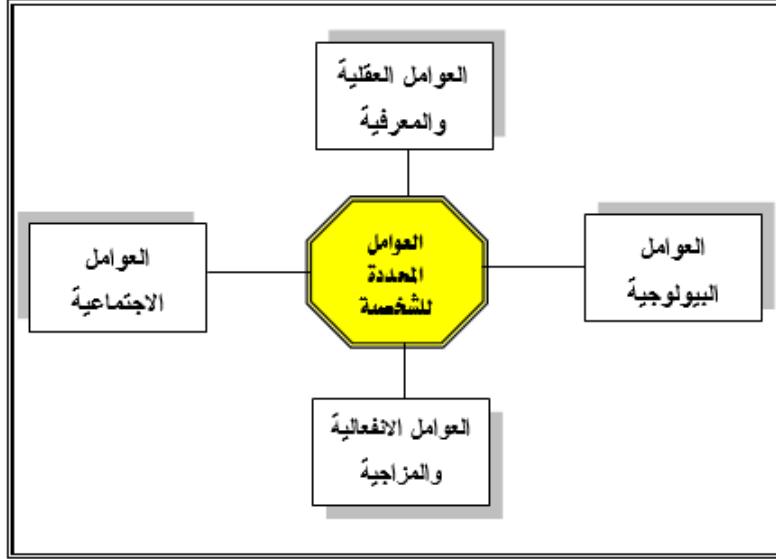 العوامل العقلية
والمعرفية
العوامل
البيولوجية
العوامل
المحددة
للشخصية
العوامل
الاجتماعية
العوامل الانفعالية
والمزاجية